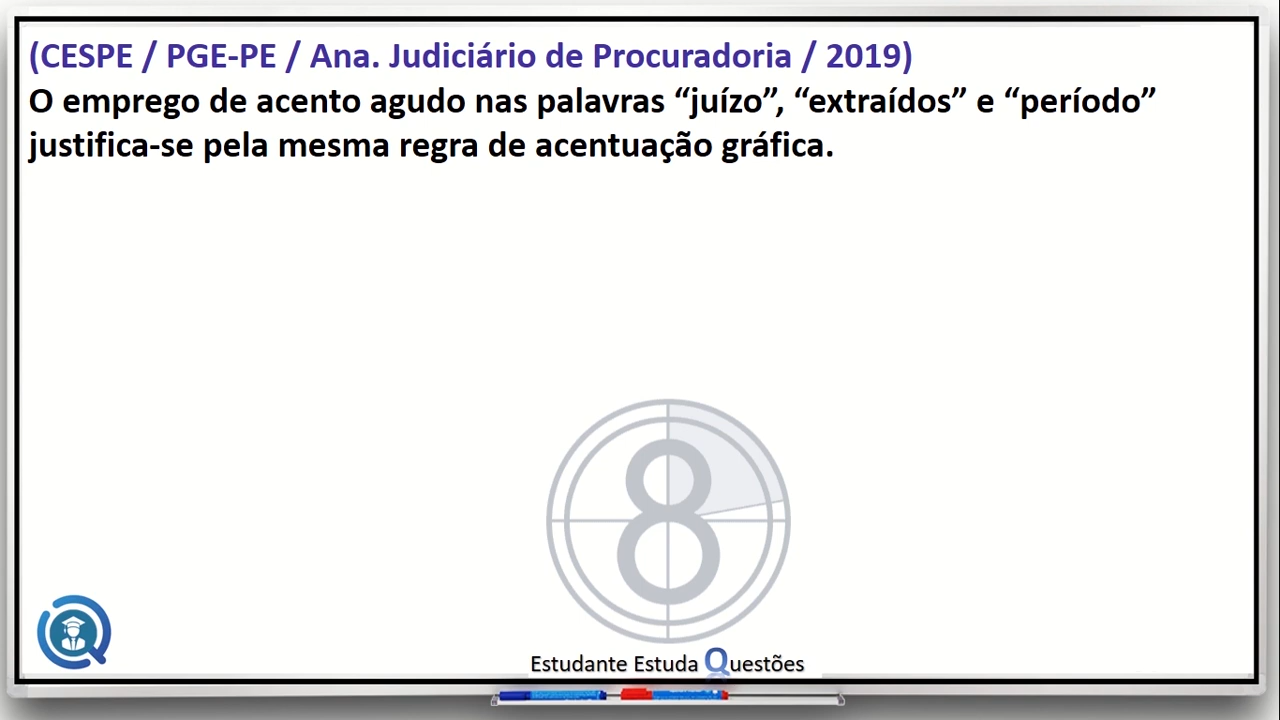 (CESPE / PGE-PE / Ana. Judiciário de Procuradoria / 2019)
O emprego de acento agudo nas palavras “juízo”, “extraídos” e “período”
justifica-se pela mesma regra de acentuação gráfica.
8
Estudante Estuda Questões